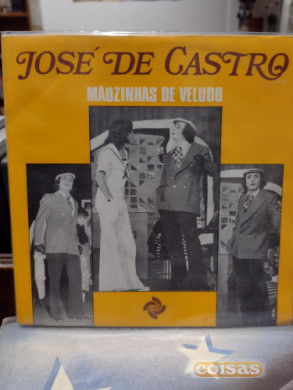 JOSÉ DE CASTRO
MÃOZINHAS DE VELUDO
coisas